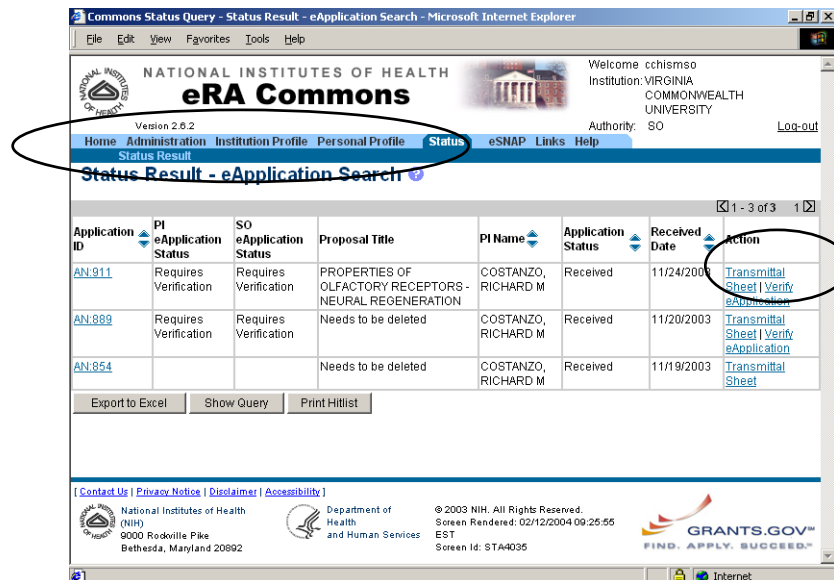 Commons Status Query - Status Result - eApplication Search - Microsoft Internet Explorer
File Edit View Favorites Tools Help
NATIONAL INSTITUTES OF HEALTH
eRA Commons
Version 2.6.2
NATIONAL INSTITUTES OF HEALTH
Welcome cchismso
Institution: VIRGINIA
COMMONWEALTH
UNIVERSITY
Authority: SO
Log-out
Home Administration Institution Profile Personal Profile Status eSNAP Links Help
Status Result
Status Result - eApplication Search ?
1 - 3 of 3 1
Application ID PI eApplication Status SO eApplication Status Proposal Title PI Name Application Status Received Date Action
AN:911 Requires Verification Requires Verification PROPERTIES OF OLFACTORY RECEPTORS - NEURAL REGENERATION COSTANZO, RICHARD M Received 11/24/2003 Transmittal Sheet | Verify eApplication
AN:889 Requires Verification Requires Verification Needs to be deleted COSTANZO, RICHARD M Received 11/20/2003 Transmittal Sheet | Verify eApplication
AN:854 Needs to be deleted COSTANZO, RICHARD M Received 11/19/2003 Transmittal Sheet
Export to Excel Show Query Print Hitlist
[ Contact Us | Privacy Notice | Disclaimer | Accessibility ]
National Institutes of Health
(NIH)
9000 Rockville Pike
Bethesda, Maryland 20892
Department of
Health
and Human Services
© 2003 NIH. All Rights Reserved.
Screen Rendered: 02/12/2004 09:25:55
EST
Screen Id: STA4035
GRANTS.GOV℠
FIND. APPLY. SUCCEED.℠
Internet